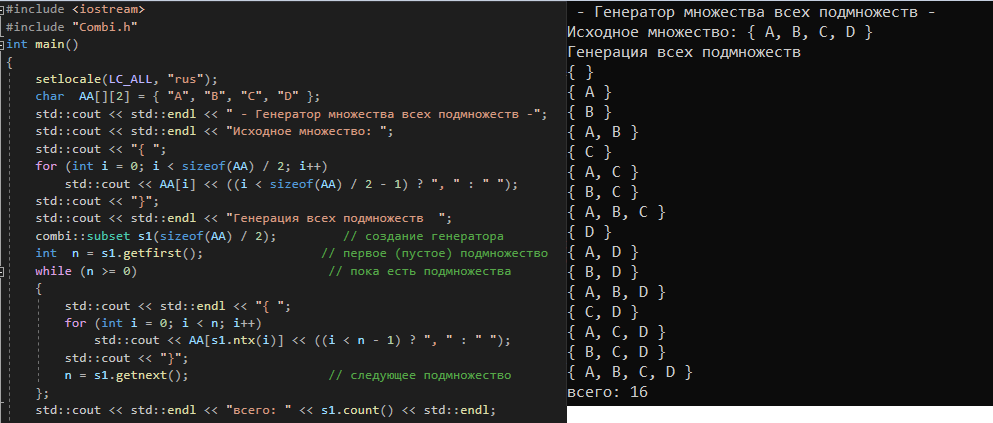 #include <iostream>
#include "Combi.h"
int main()
{
setlocale(LC_ALL, "rus");
char  AA[][2] = { "A", "B", "C", "D" };
std::cout << std::endl << " - Генератор множества всех подмножеств -";
std::cout << std::endl << "Исходное множество: ";
std::cout << "{ ";
for (int i = 0; i < sizeof(AA) / 2; i++)
std::cout << AA[i] << ((i < sizeof(AA) / 2 - 1) ? ", " : " ");
std::cout << "}";
std::cout << std::endl << "Генерация всех подмножеств  ";
combi::subset s1(sizeof(AA) / 2);         // создание генератора
int  n = s1.getfirst();                // первое (пустое) подмножество
while (n >= 0)                          // пока есть подмножества
{
std::cout << std::endl << "{ ";
for (int i = 0; i < n; i++)
std::cout << AA[s1.ntx(i)] << ((i < n - 1) ? ", " : " ");
std::cout << "}";
n = s1.getnext();                   // следующее подмножество
};
std::cout << std::endl << "всего: " << s1.count() << std::endl;
- Генератор множества всех подмножеств -
Исходное множество: { A, B, C, D }
Генерация всех подмножеств
{ }
{ A }
{ B }
{ A, B }
{ C }
{ A, C }
{ B, C }
{ A, B, C }
{ D }
{ A, D }
{ B, D }
{ A, B, D }
{ C, D }
{ A, C, D }
{ B, C, D }
{ A, B, C, D }
всего: 16